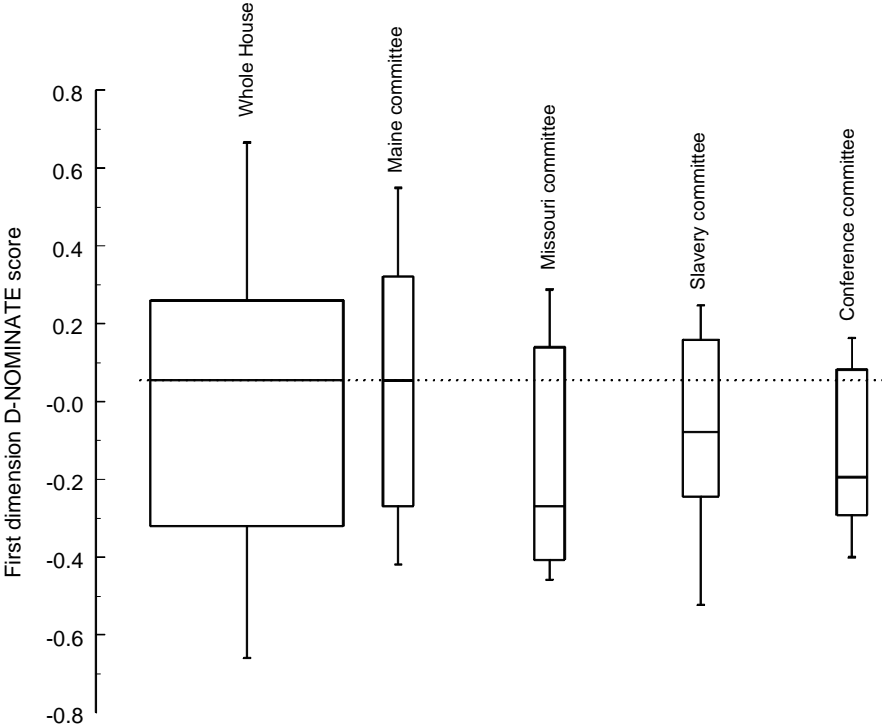 Whole House
Maine committee
Missouri committee
Slavery committee
Conference committee
First dimension D-NOMINATE score
0.8
0.6
0.4
0.2
-0.0
-0.2
-0.4
-0.6
-0.8